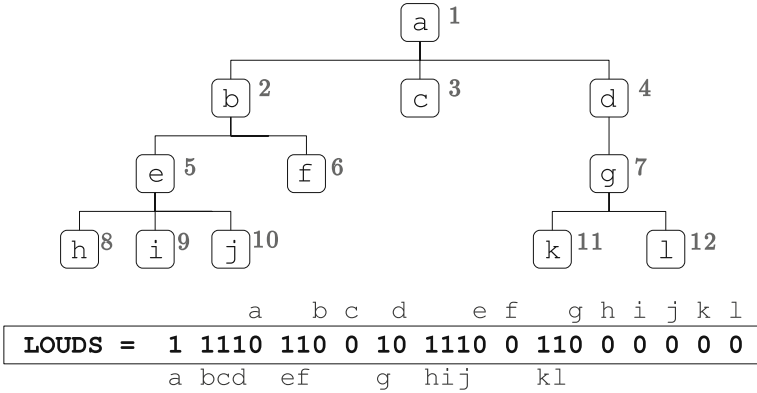 a 1
b 2 c 3 d 4
e 5 f 6 g 7
h 8 i 9 j 10 k 11 l 12
a b c d e f g h i j k l
LOUDS = 1 1110 110 0 10 1110 0 110 0 0 0 0 0
a bcd ef g hij kl